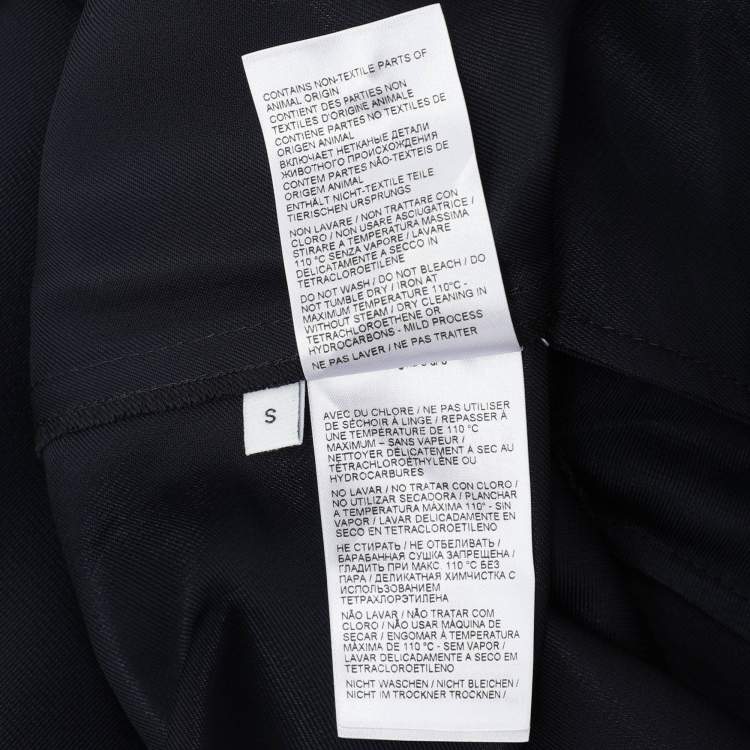 CONTAINS NON-TEXTILE PARTS OF
ANIMAL ORIGIN
CONTIENT DES PARTIES NON
TEXTILES D'ORIGINE ANIMALE
CONTIENE PARTES NO TEXTILES DE
ORIGEN ANIMAL
ВКЛЮЧАЕТ НЕТКАНЫЕ ДЕТАЛИ
ЖИВОТНОГО ПРОИСХОЖДЕНИЯ
CONTEM PARTES NÃO-TEXTEIS DE
ORIGEM ANIMAL
ENTHÄLT NICHT-TEXTILE TEILE
TIERISCHEN URSPRUNGS
NON LAVARE / NON TRATTARE CON
CLORO / NON USARE ASCIUGATRICE /
STIRARE A TEMPERATURA MASSIMA
110 °C SENZA VAPORE / LAVARE
DELICATAMENTE A SECCO IN
TETRACLOROETILENE
DO NOT WASH / DO NOT BLEACH / DO
NOT TUMBLE DRY / IRON AT
MAXIMUM TEMPERATURE 110°C-
WITHOUT STEAM / DRY CLEANING IN
TETRACHLOROETHENE OR
HYDROCARBONS - MILD PROCESS
NE PAS LAVER / NE PAS TRAITER
S
AVEC DU CHLORE / NE PAS UTILISER
DE SÉCHOIR À LINGE / REPASSER À
UNE TEMPÉRATURE DE 110 °C
MAXIMUM – SANS VAPEUR /
NETTOYER DÉLICATEMENT À SEC AU
TÉTRACHLOROÉTHYLÈNE OU
HYDROCARBURES
NO LAVAR / NO TRATAR CON CLORO /
NO UTILIZAR SECADORA / PLANCHAR
A TEMPERATURA MÁXIMA 110° - SIN
VAPOR / LAVAR DELICADAMENTE EN
SECO EN TETRACLOROETILENO
НЕ СТИРАТЬ / НЕ ОТБЕЛИВАТЬ /
БАРАБАННАЯ СУШКА ЗАПРЕЩЕНА /
ГЛАДИТЬ ПРИ МАКС. 110 °C БЕЗ
ПАРА / ДЕЛИКАТНАЯ ХИМЧИСТКА С
ИСПОЛЬЗОВАНИЕМ
ТЕТРАХЛОРЭТИЛЕНА
NÃO LAVAR / NÃO TRATAR COM
CLORO / NÃO USAR MÁQUINA DE
SECAR / ENGOMAR À TEMPERATURA
MÁXIMA DE 110 °C - SEM VAPOR /
LAVAR DELICADAMENTE A SECO EM
TETRACLOROETILENO
NICHT WASCHEN / NICHT BLEICHEN /
NICHT IM TROCKNER TROCKNEN /